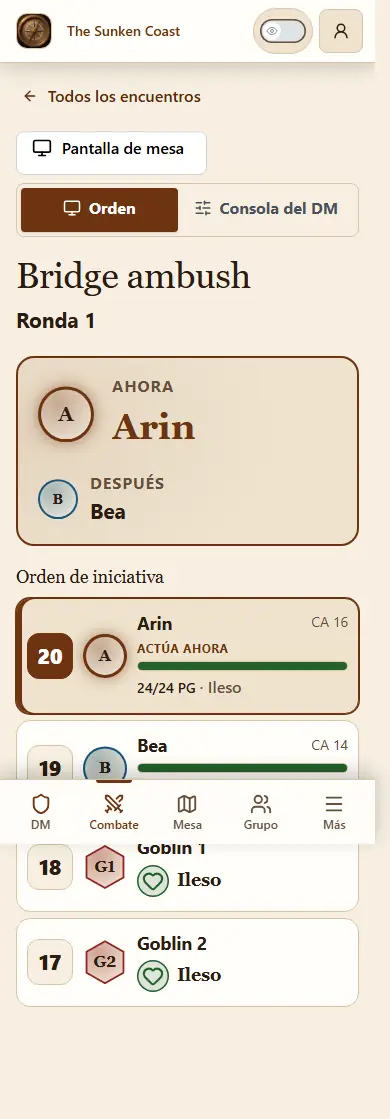 The Sunken Coast
Todos los encuentros
Pantalla de mesa
Orden
Consola del DM
Bridge ambush
Ronda 1
A
AHORA
Arin
B
DESPUÉS
Bea
Orden de iniciativa
20
A
Arin
CA 16
ACTÚA AHORA
24/24 PG · Ileso
19
B
Bea
CA 14
DM
Combate
Mesa
Grupo
Más
18
G1
Goblin 1
Ileso
17
G2
Goblin 2
Ileso